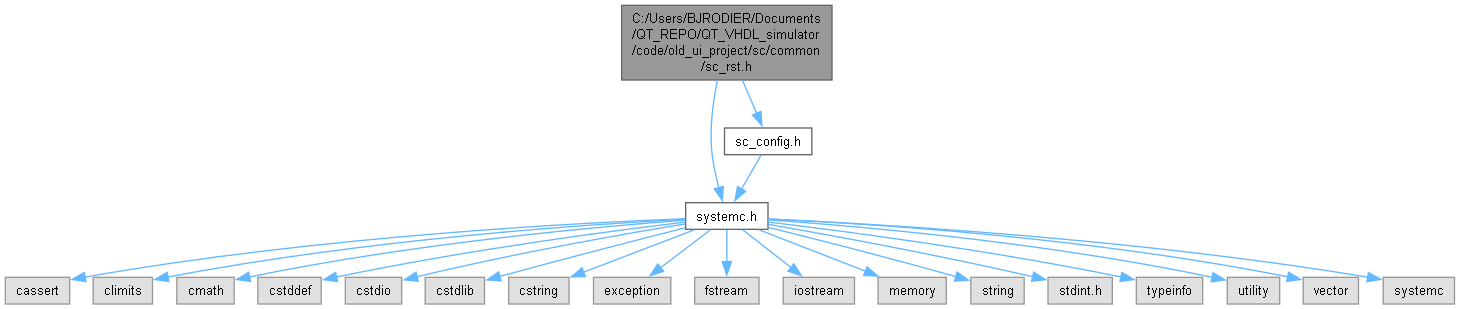 C:/Users/BJRODIER/Documents
/QT_REPO/QT_VHDL_simulator
/code/old_ui_project/sc/common
/sc_rst.h
sc_config.h
systemc.h
cassert climits cmath cstddef cstdio cstdlib cstring exception fstream iostream memory string stdint.h typeinfo utility vector systemc